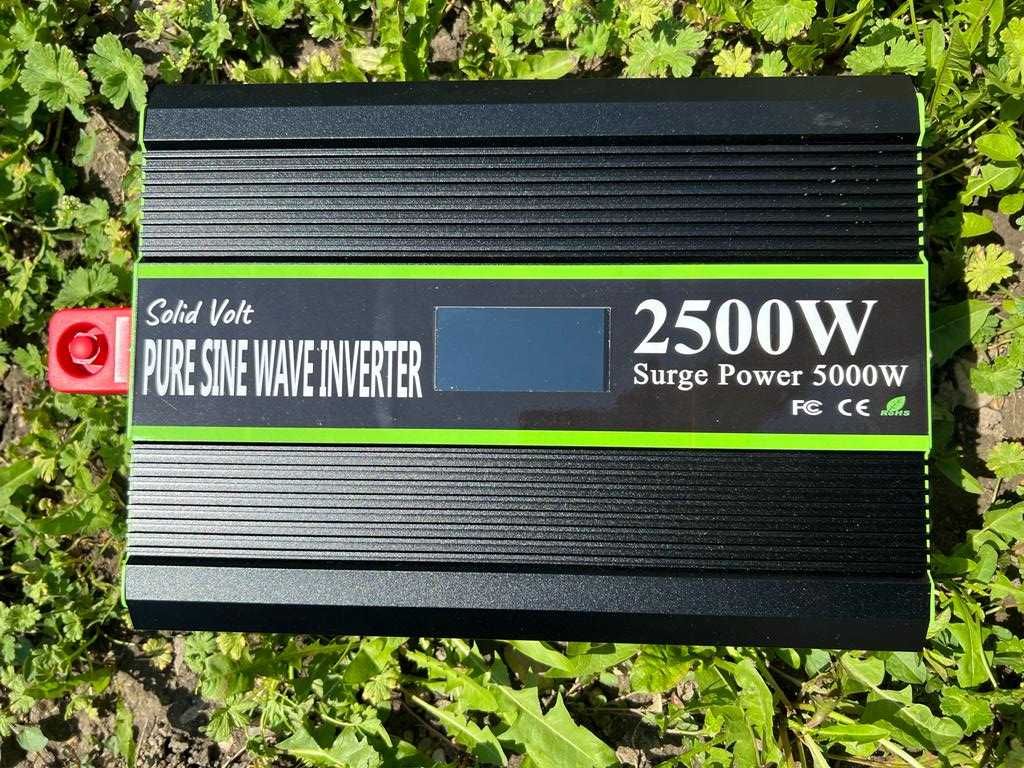 Solid Volt
PURE SINE WAVE INVERTER
2500W
Surge Power 5000W
FC CE RoHS